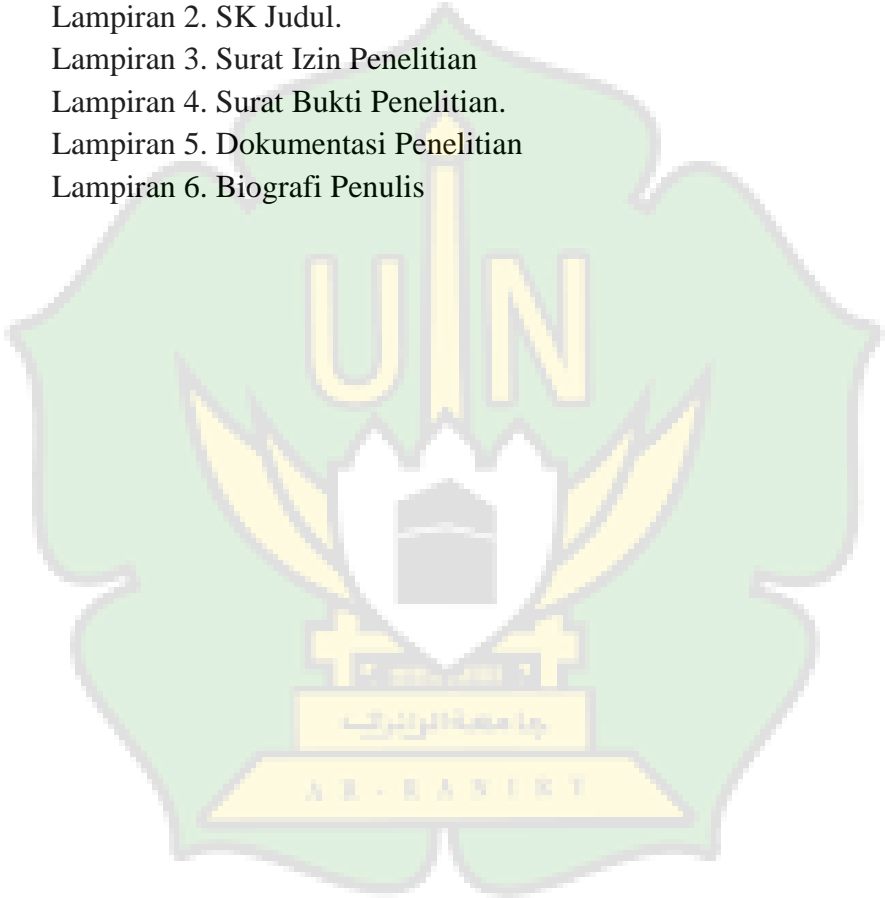 Lampiran 2. SK Judul.
Lampiran 3. Surat Izin Penelitian
Lampiran 4. Surat Bukti Penelitian.
Lampiran 5. Dokumentasi Penelitian
Lampiran 6. Biografi Penulis
UIN
AR-RANIRY